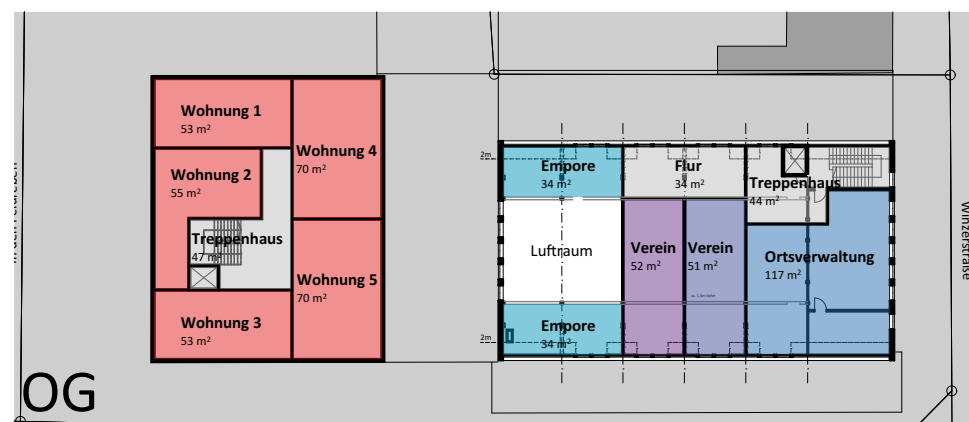 Wohnung 1
53 m²
Wohnung 2
55 m²
Wohnung 4
70 m²
Treppenhaus
47 m²
Wohnung 5
70 m²
Wohnung 3
53 m²
OG
2m
Empore
34 m²
Flur
34 m²
Treppenhaus
44 m²
Luftraum
Verein
52 m²
Verein
51 m²
Ortsverwaltung
117 m²
Empore
34 m²
2m
Winzerstraße